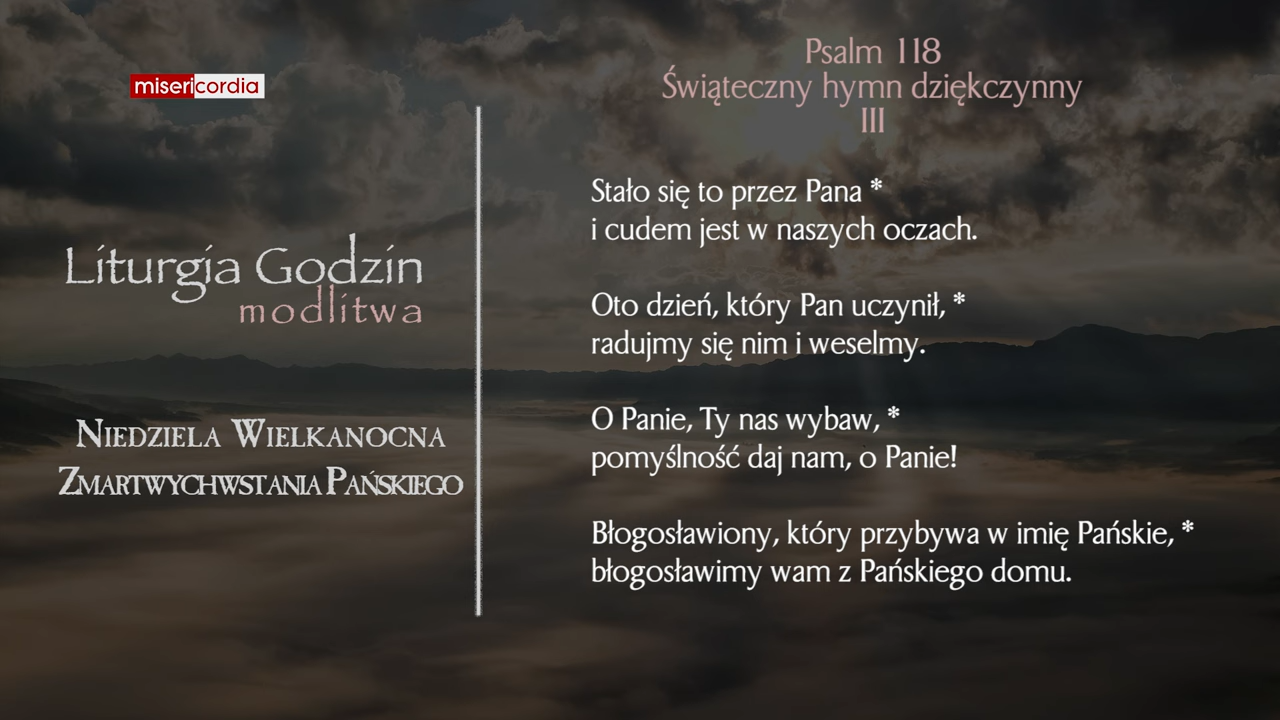 misericordia
Liturgia Godzin
modlitwa
Niedziela Wielkanocna
Zmartwychwstania Pańskiego
Psalm 118
Świąteczny hymn dziękczynny
III
Stało się to przez Pana *
i cudem jest w naszych oczach.
Oto dzień, który Pan uczynił, *
radujmy się nim i weselmy.
O Panie, Ty nas wybaw, *
pomyślność daj nam, o Panie!
Błogosławiony, który przybywa w imię Pańskie, *
błogosławimy wam z Pańskiego domu.